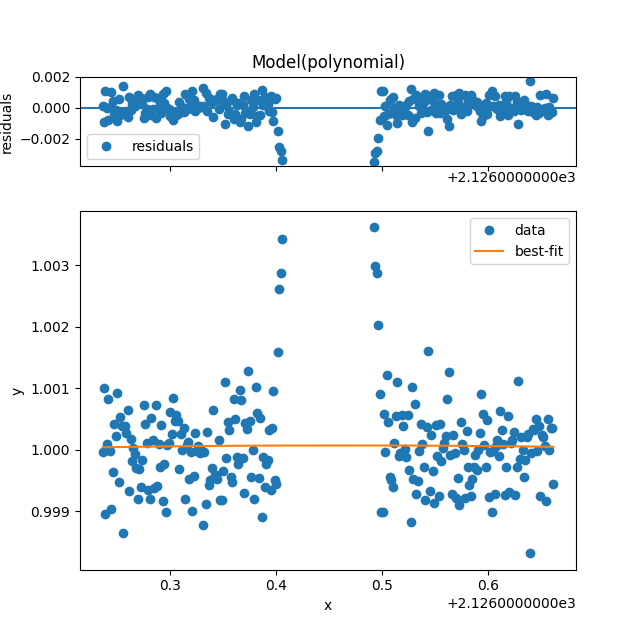 Model(polynomial)
0.002
0.000
−0.002
residuals
residuals
+2.1260000000e3
data
best-fit
1.003
1.002
1.001
1.000
0.999
y
0.3
0.4
0.5
0.6
x
+2.1260000000e3